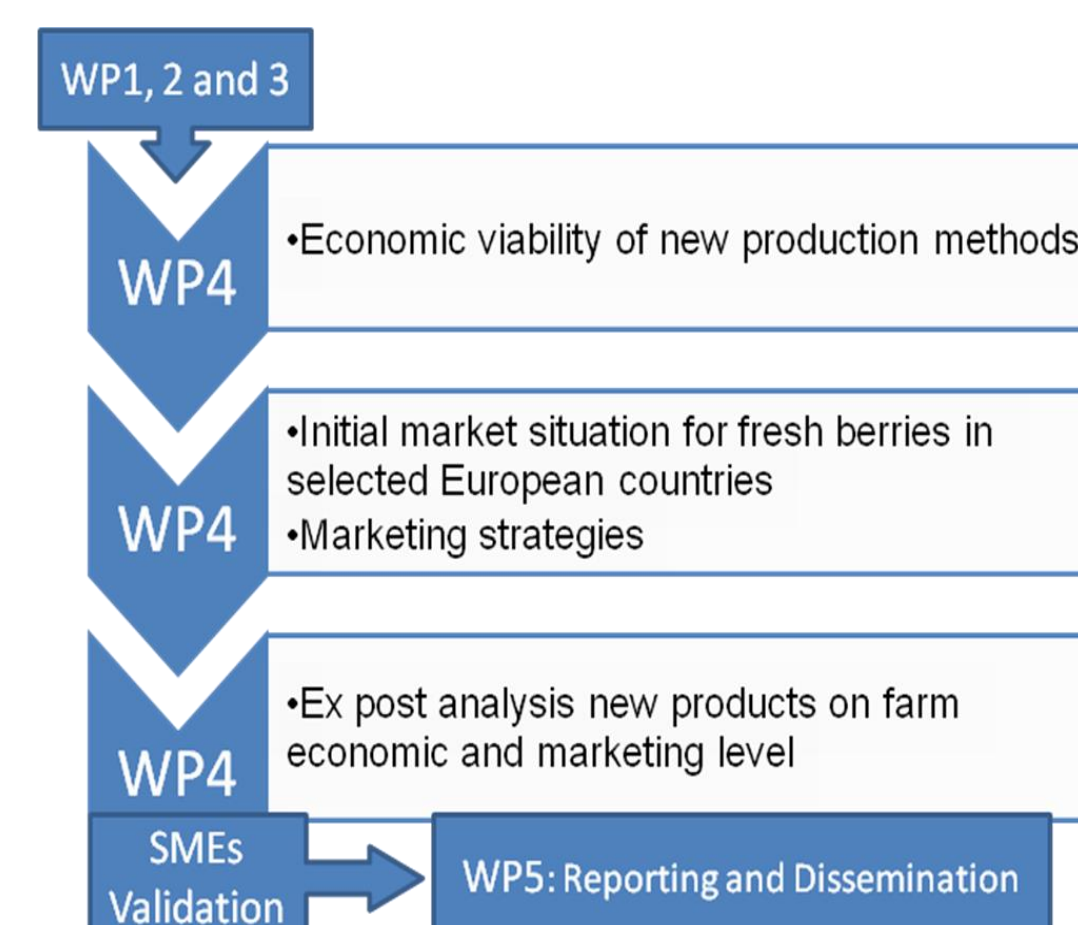 WP1, 2 and 3
WP4
•Economic viability of new production methods
WP4
•Initial market situation for fresh berries in
selected European countries
•Marketing strategies
WP4
•Ex post analysis new products on farm
economic and marketing level
SMEs
Validation
WP5: Reporting and Dissemination